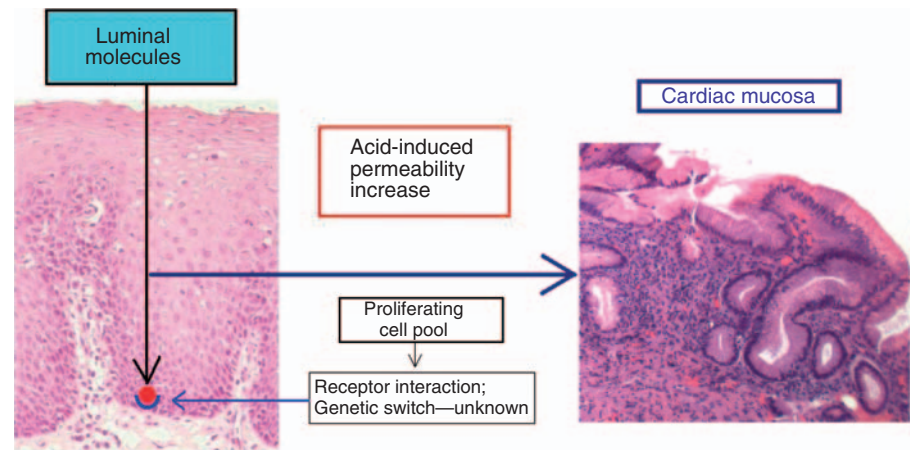 Luminal
molecules
Cardiac mucosa
Acid-induced
permeability
increase
Proliferating
cell pool
Receptor interaction;
Genetic switch—unknown